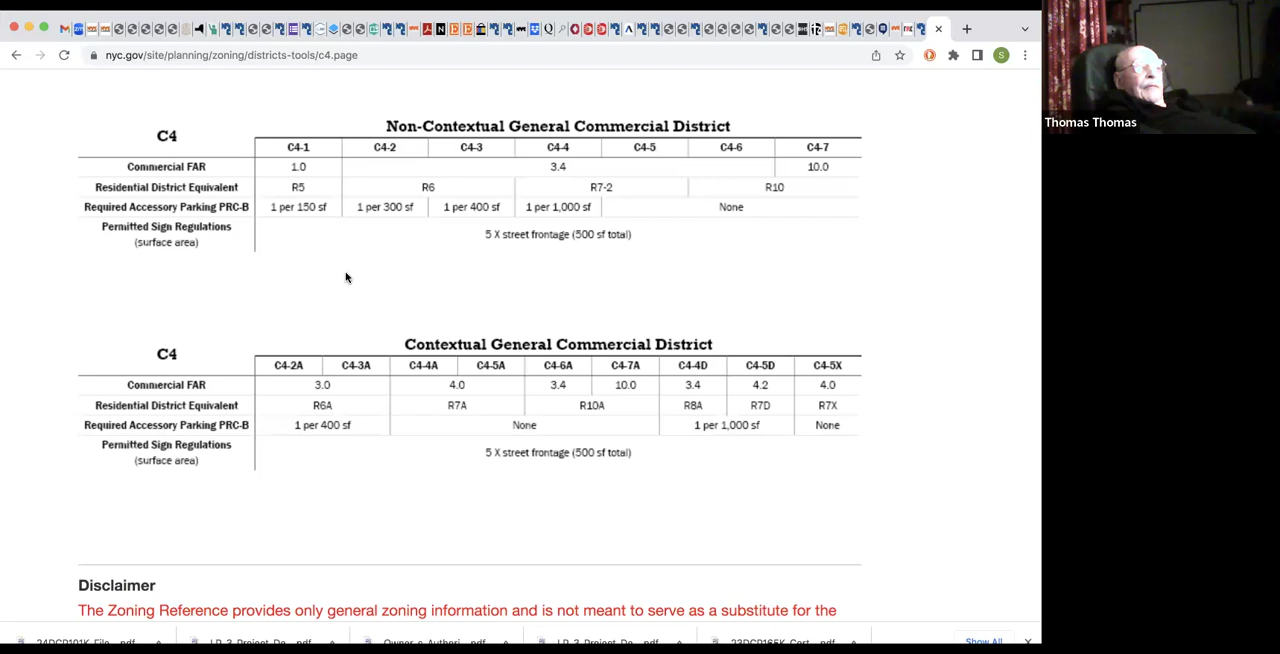 nyc.gov/site/planning/zoning/districts-tools/c4.page
S
Thomas Thomas
Non-Contextual General Commercial District
C4
C4-1 C4-2 C4-3 C4-4 C4-5 C4-6 C4-7
Commercial FAR 1.0 3.4 10.0
Residential District Equivalent R5 R6 R7-2 R10
Required Accessory Parking PRC-B 1 per 150 sf 1 per 300 sf 1 per 400 sf 1 per 1,000 sf None
Permitted Sign Regulations
(surface area) 5 X street frontage (500 sf total)
Contextual General Commercial District
C4
C4-2A C4-3A C4-4A C4-5A C4-6A C4-7A C4-4D C4-5D C4-5X
Commercial FAR 3.0 4.0 3.4 10.0 3.4 4.2 4.0
Residential District Equivalent R6A R7A R10A R8A R7D R7X
Required Accessory Parking PRC-B 1 per 400 sf None 1 per 1,000 sf None
Permitted Sign Regulations
(surface area) 5 X street frontage (500 sf total)
Disclaimer
The Zoning Reference provides only general zoning information and is not meant to serve as a substitute for the
Show All